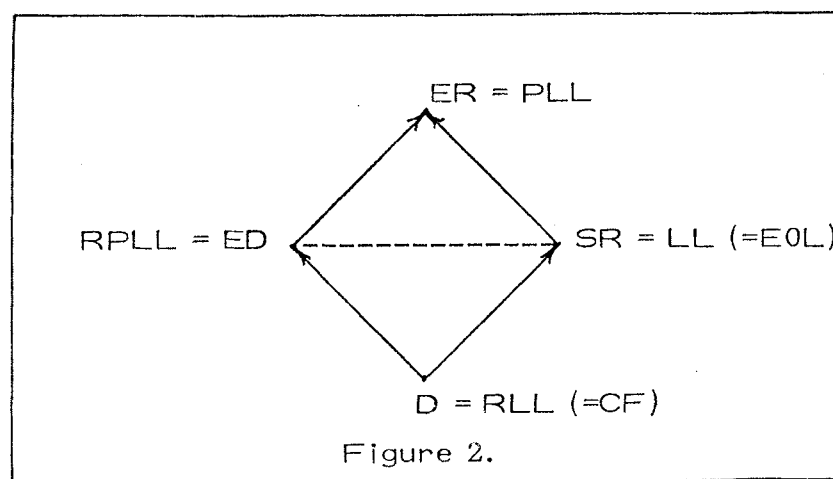 ER = PLL
RPLL = ED
SR = LL (=E0L)
D = RLL (=CF)
Figure 2.